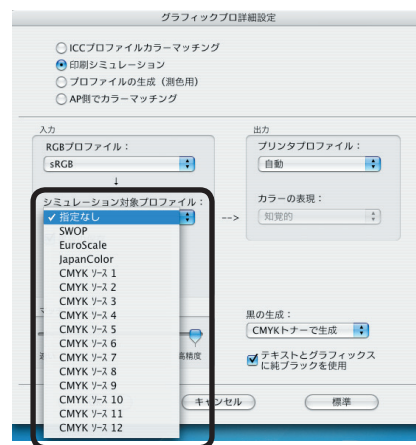 グラフィックプロ詳細設定
ICCプロファイルカラーマッチング
印刷シミュレーション
プロファイルの生成（測色用）
AP側でカラーマッチング
入力
RGBプロファイル：
sRGB
↓
シミュレーション対象プロファイル：
✓ 指定なし
SWOP
EuroScale
JapanColor
CMYK ソース 1
CMYK ソース 2
CMYK ソース 3
CMYK ソース 4
CMYK ソース 5
CMYK ソース 6
CMYK ソース 7
CMYK ソース 8
CMYK ソース 9
CMYK ソース 10
CMYK ソース 11
CMYK ソース 12
-->
出力
プリンタプロファイル：
自動
カラーの表現：
知覚的
高精度
黒の生成：
CMYKトナーで生成
テキストとグラフィックス
に純ブラックを使用
キャンセル
標準